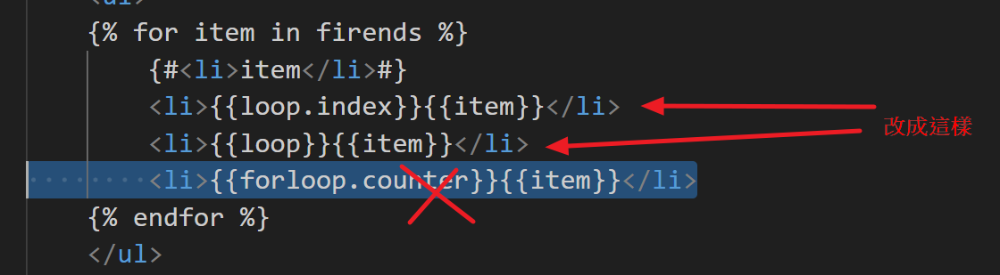 <ul>
{% for item in firends %}
{#<li>item</li>#}
<li>{{loop.index}}{{item}}</li>
<li>{{loop}}{{item}}</li>
改成這樣
<li>{{forloop.counter}}{{item}}</li>
{% endfor %}
</ul>